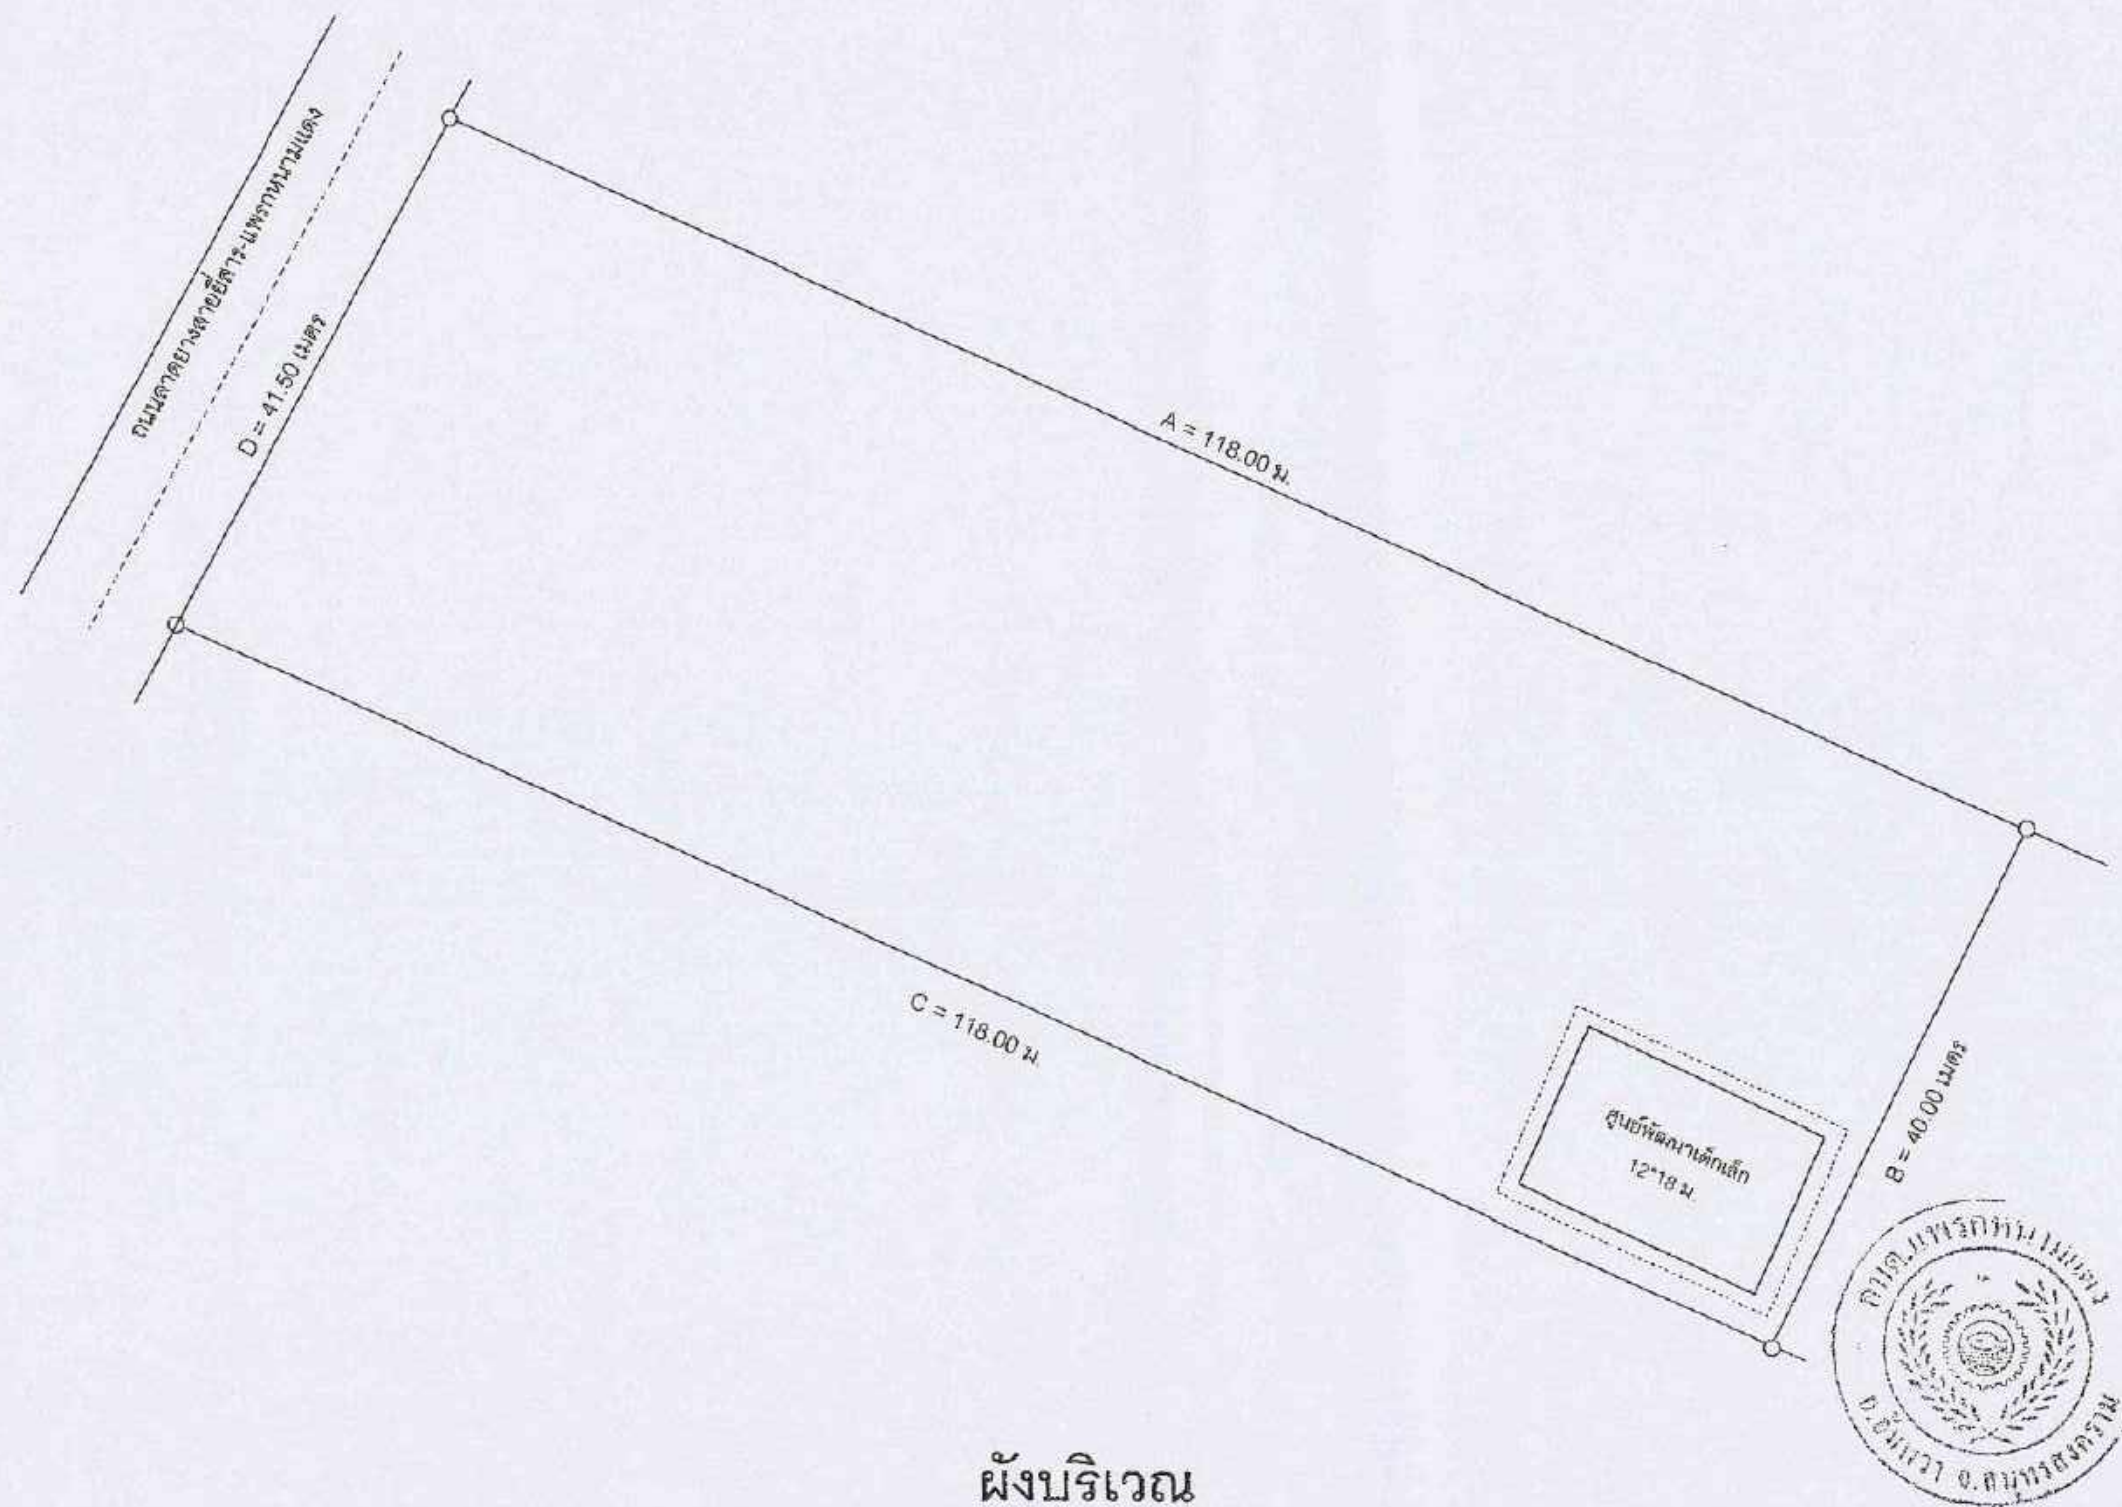 ถนนลาดยางสายยี่สาร-แพรกหนามแดง
D = 41.50 เมตร
A = 118.00 ม.
C = 118.00 ม.
B = 40.00 เมตร
ศูนย์พัฒนาเด็กเล็ก
12*18 ม.
อบต.แพรกหนามแดง
อ.อัมพวา จ.สมุทรสงคราม
ผังบริเวณ